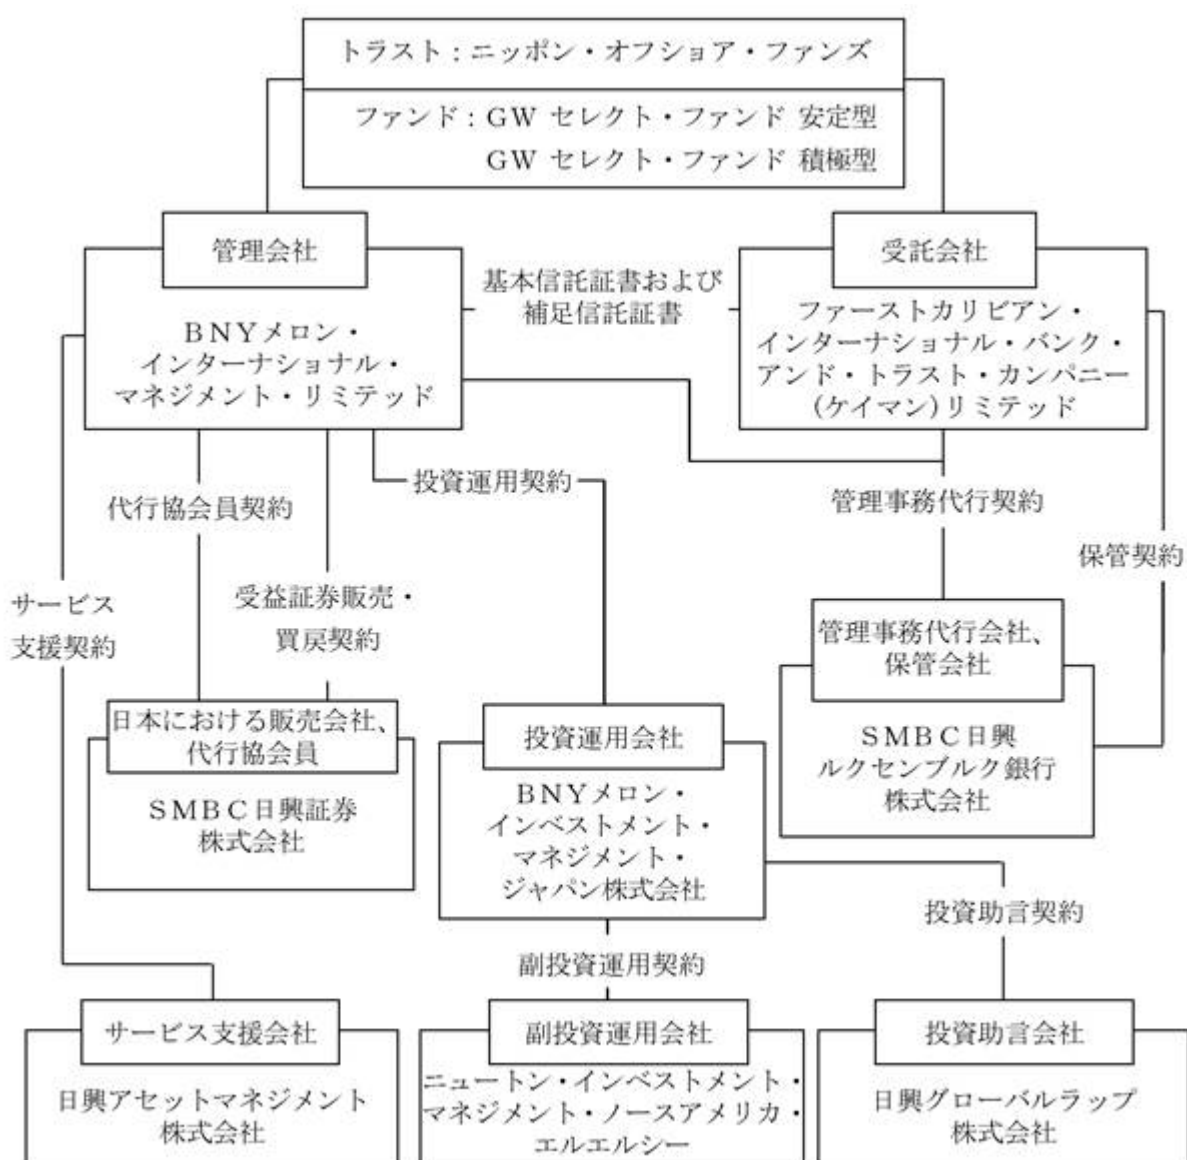 トラスト：ニッポン・オフショア・ファンズ
ファンド：ＧＷ セレクト・ファンド 安定型
ＧＷ セレクト・ファンド 積極型
管理会社
ＢＮＹメロン・
インターナショナル・
マネジメント・リミテッド
基本信託証書および
補足信託証書
受託会社
ファーストカリビアン・
インターナショナル・バンク・
アンド・トラスト・カンパニー
(ケイマン)リミテッド
代行協会員契約
投資運用契約
管理事務代行契約
保管契約
サービス
支援契約
受益証券販売・
買戻契約
日本における販売会社、
代行協会員
ＳＭＢＣ日興証券
株式会社
投資運用会社
ＢＮＹメロン・
インベストメント・
マネジメント・
ジャパン株式会社
管理事務代行会社、
保管会社
ＳＭＢＣ日興
ルクセンブルク銀行
株式会社
副投資運用契約
投資助言契約
サービス支援会社
日興アセットマネジメント
株式会社
副投資運用会社
ニュートン・インベストメント・
マネジメント・ノースアメリカ・
エルエルシー
投資助言会社
日興グローバルラップ
株式会社